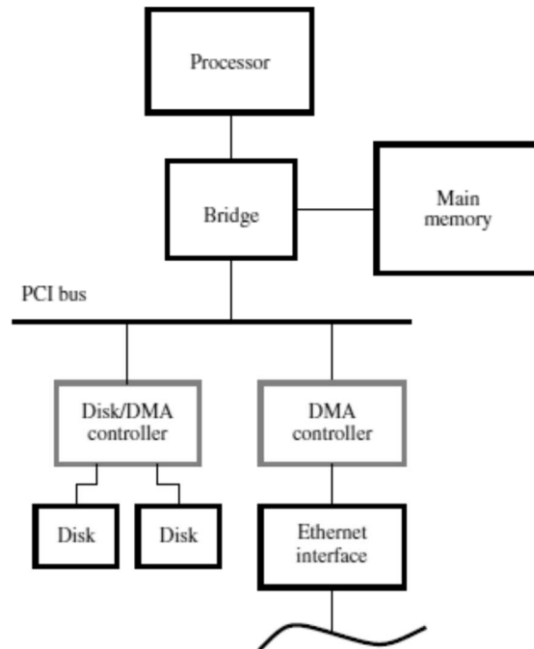 Processor
Bridge
Main
memory
PCI bus
Disk/DMA
controller
DMA
controller
Disk
Disk
Ethernet
interface